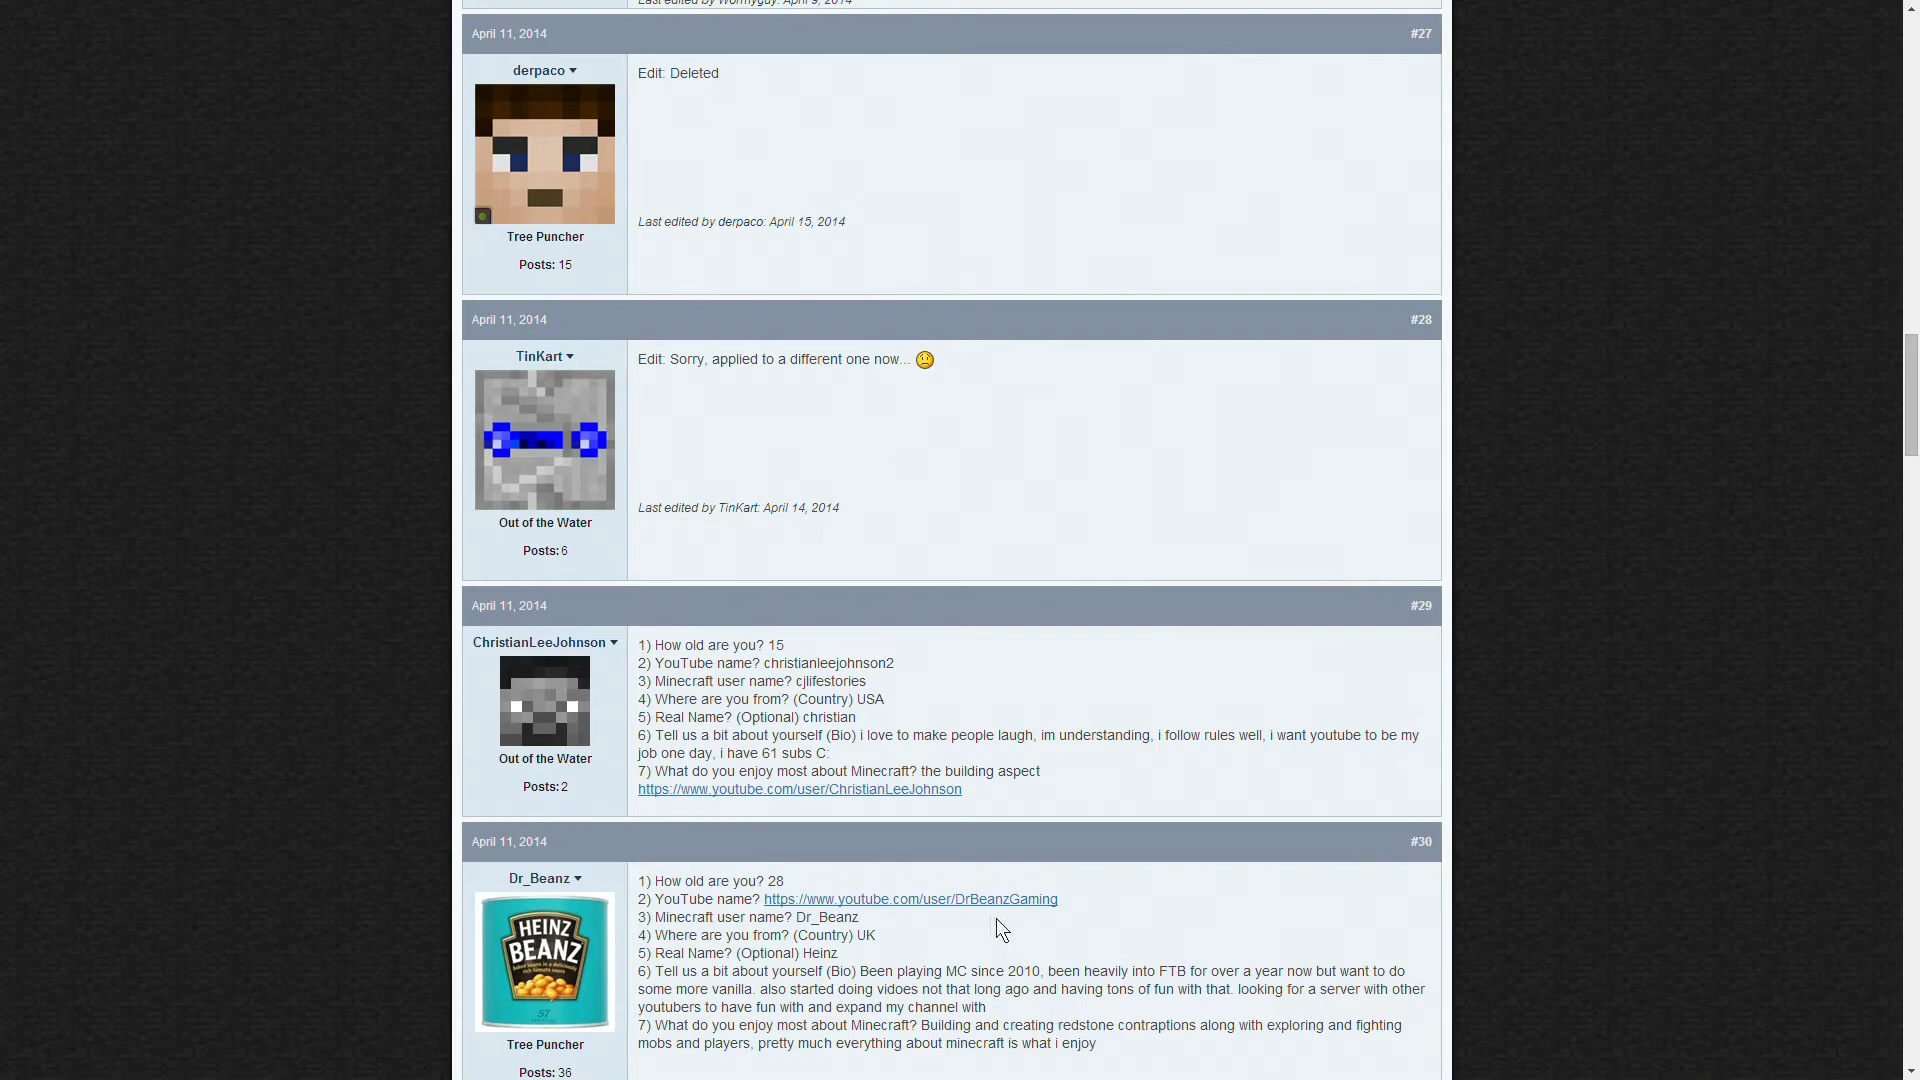 Last edited by Wormyguy: April 9, 2014
April 11, 2014 #27
derpaco
Edit: Deleted
Last edited by derpaco: April 15, 2014
Tree Puncher
Posts: 15
April 11, 2014 #28
TinKart
Edit: Sorry, applied to a different one now...
Last edited by TinKart: April 14, 2014
Out of the Water
Posts: 6
April 11, 2014 #29
ChristianLeeJohnson
Out of the Water
Posts: 2
1) How old are you? 15
2) YouTube name? christianleejohnson2
3) Minecraft user name? cjlifestories
4) Where are you from? (Country) USA
5) Real Name? (Optional) christian
6) Tell us a bit about yourself (Bio) i love to make people laugh, im understanding, i follow rules well, i want youtube to be my
job one day, i have 61 subs C:
7) What do you enjoy most about Minecraft? the building aspect
https://www.youtube.com/user/ChristianLeeJohnson
April 11, 2014 #30
Dr_Beanz
HEINZ
BEANZ
57
Tree Puncher
Posts: 36
1) How old are you? 28
2) YouTube name? https://www.youtube.com/user/DrBeanzGaming
3) Minecraft user name? Dr_Beanz
4) Where are you from? (Country) UK
5) Real Name? (Optional) Heinz
6) Tell us a bit about yourself (Bio) Been playing MC since 2010, been heavily into FTB for over a year now but want to do
some more vanilla. also started doing vidoes not that long ago and having tons of fun with that. looking for a server with other
youtubers to have fun with and expand my channel with
7) What do you enjoy most about Minecraft? Building and creating redstone contraptions along with exploring and fighting
mobs and players, pretty much everything about minecraft is what i enjoy